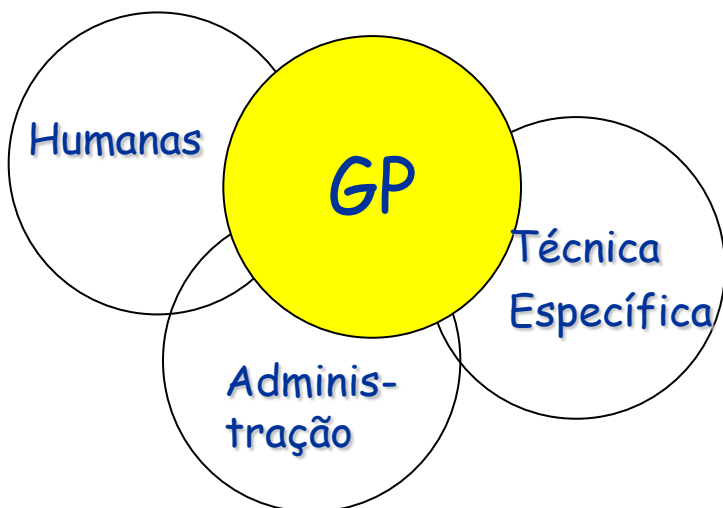 Humanas
GP
Técnica
Específica
Adminis-
tração